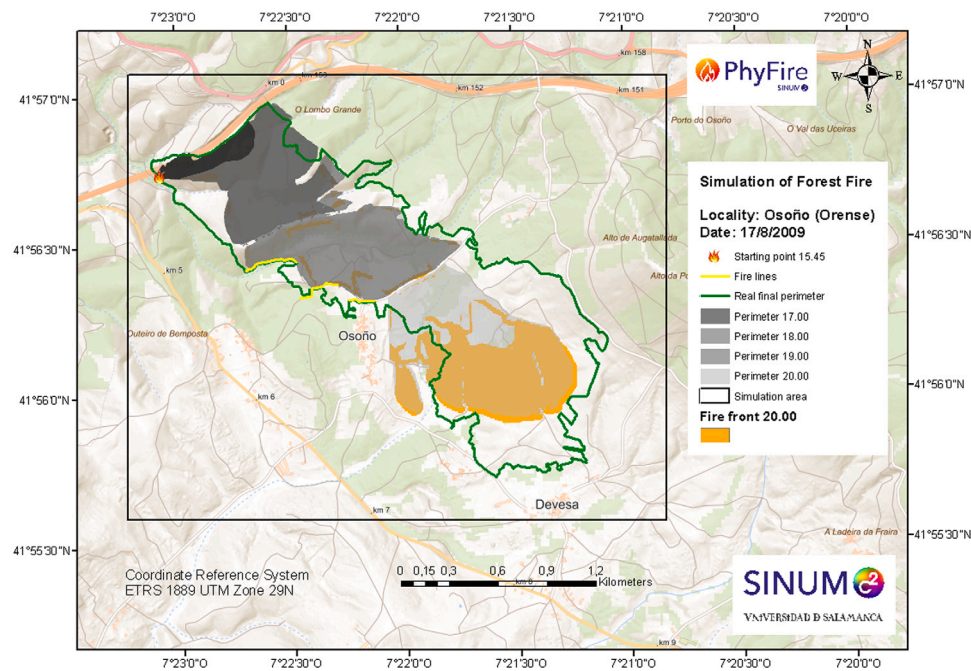 7°23'0"W 7°22'30"W 7°22'0"W 7°21'30"W 7°21'0"W 7°20'30"W 7°20'0"W
km 158
km 0
km 152
km 151
PhyFire
SINUM
N
W E
S
41°57'0"N
41°57'0"N
O Lombo Grande
Porto do Osoño
O Val das Uceiras
Simulation of Forest Fire
Locality: Osoño (Orense)
Date: 17/8/2009
Starting point 15.45
Fire lines
Real final perimeter
Perimeter 17.00
Perimeter 18.00
Perimeter 19.00
Perimeter 20.00
Simulation area
Fire front 20.00
Alto de Augatallada
41°56'30"N
41°56'30"N
km 5
Outeiro de Bemposta
Osoño
41°56'0"N
41°56'0"N
km 6
km 7
Devesa
A Ladeira da Fraira
41°55'30"N
41°55'30"N
Coordinate Reference System
ETRS 1889 UTM Zone 29N
0 0,15 0,3 0,6 0,9 1,2
Kilometers
km 8
SINUM
VNiVERSiDAD Ð SALAMANCA
km 9
7°23'0"W 7°22'30"W 7°22'0"W 7°21'30"W 7°21'0"W 7°20'30"W 7°20'0"W